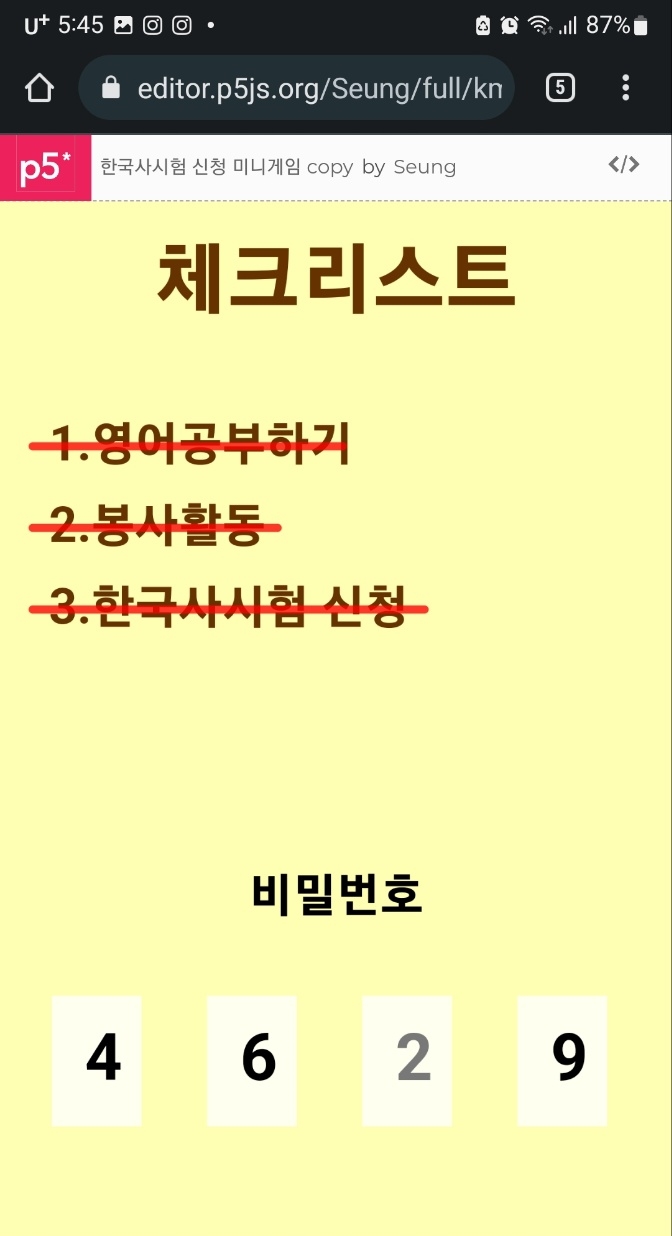 U+ 5:45 87%
editor.p5js.org/Seung/full/km
5
p5* 한국사시험 신청 미니게임 copy by Seung </>
체크리스트
1.영어공부하기
2.봉사활동
3.한국사시험 신청
비밀번호
4 6 2 9